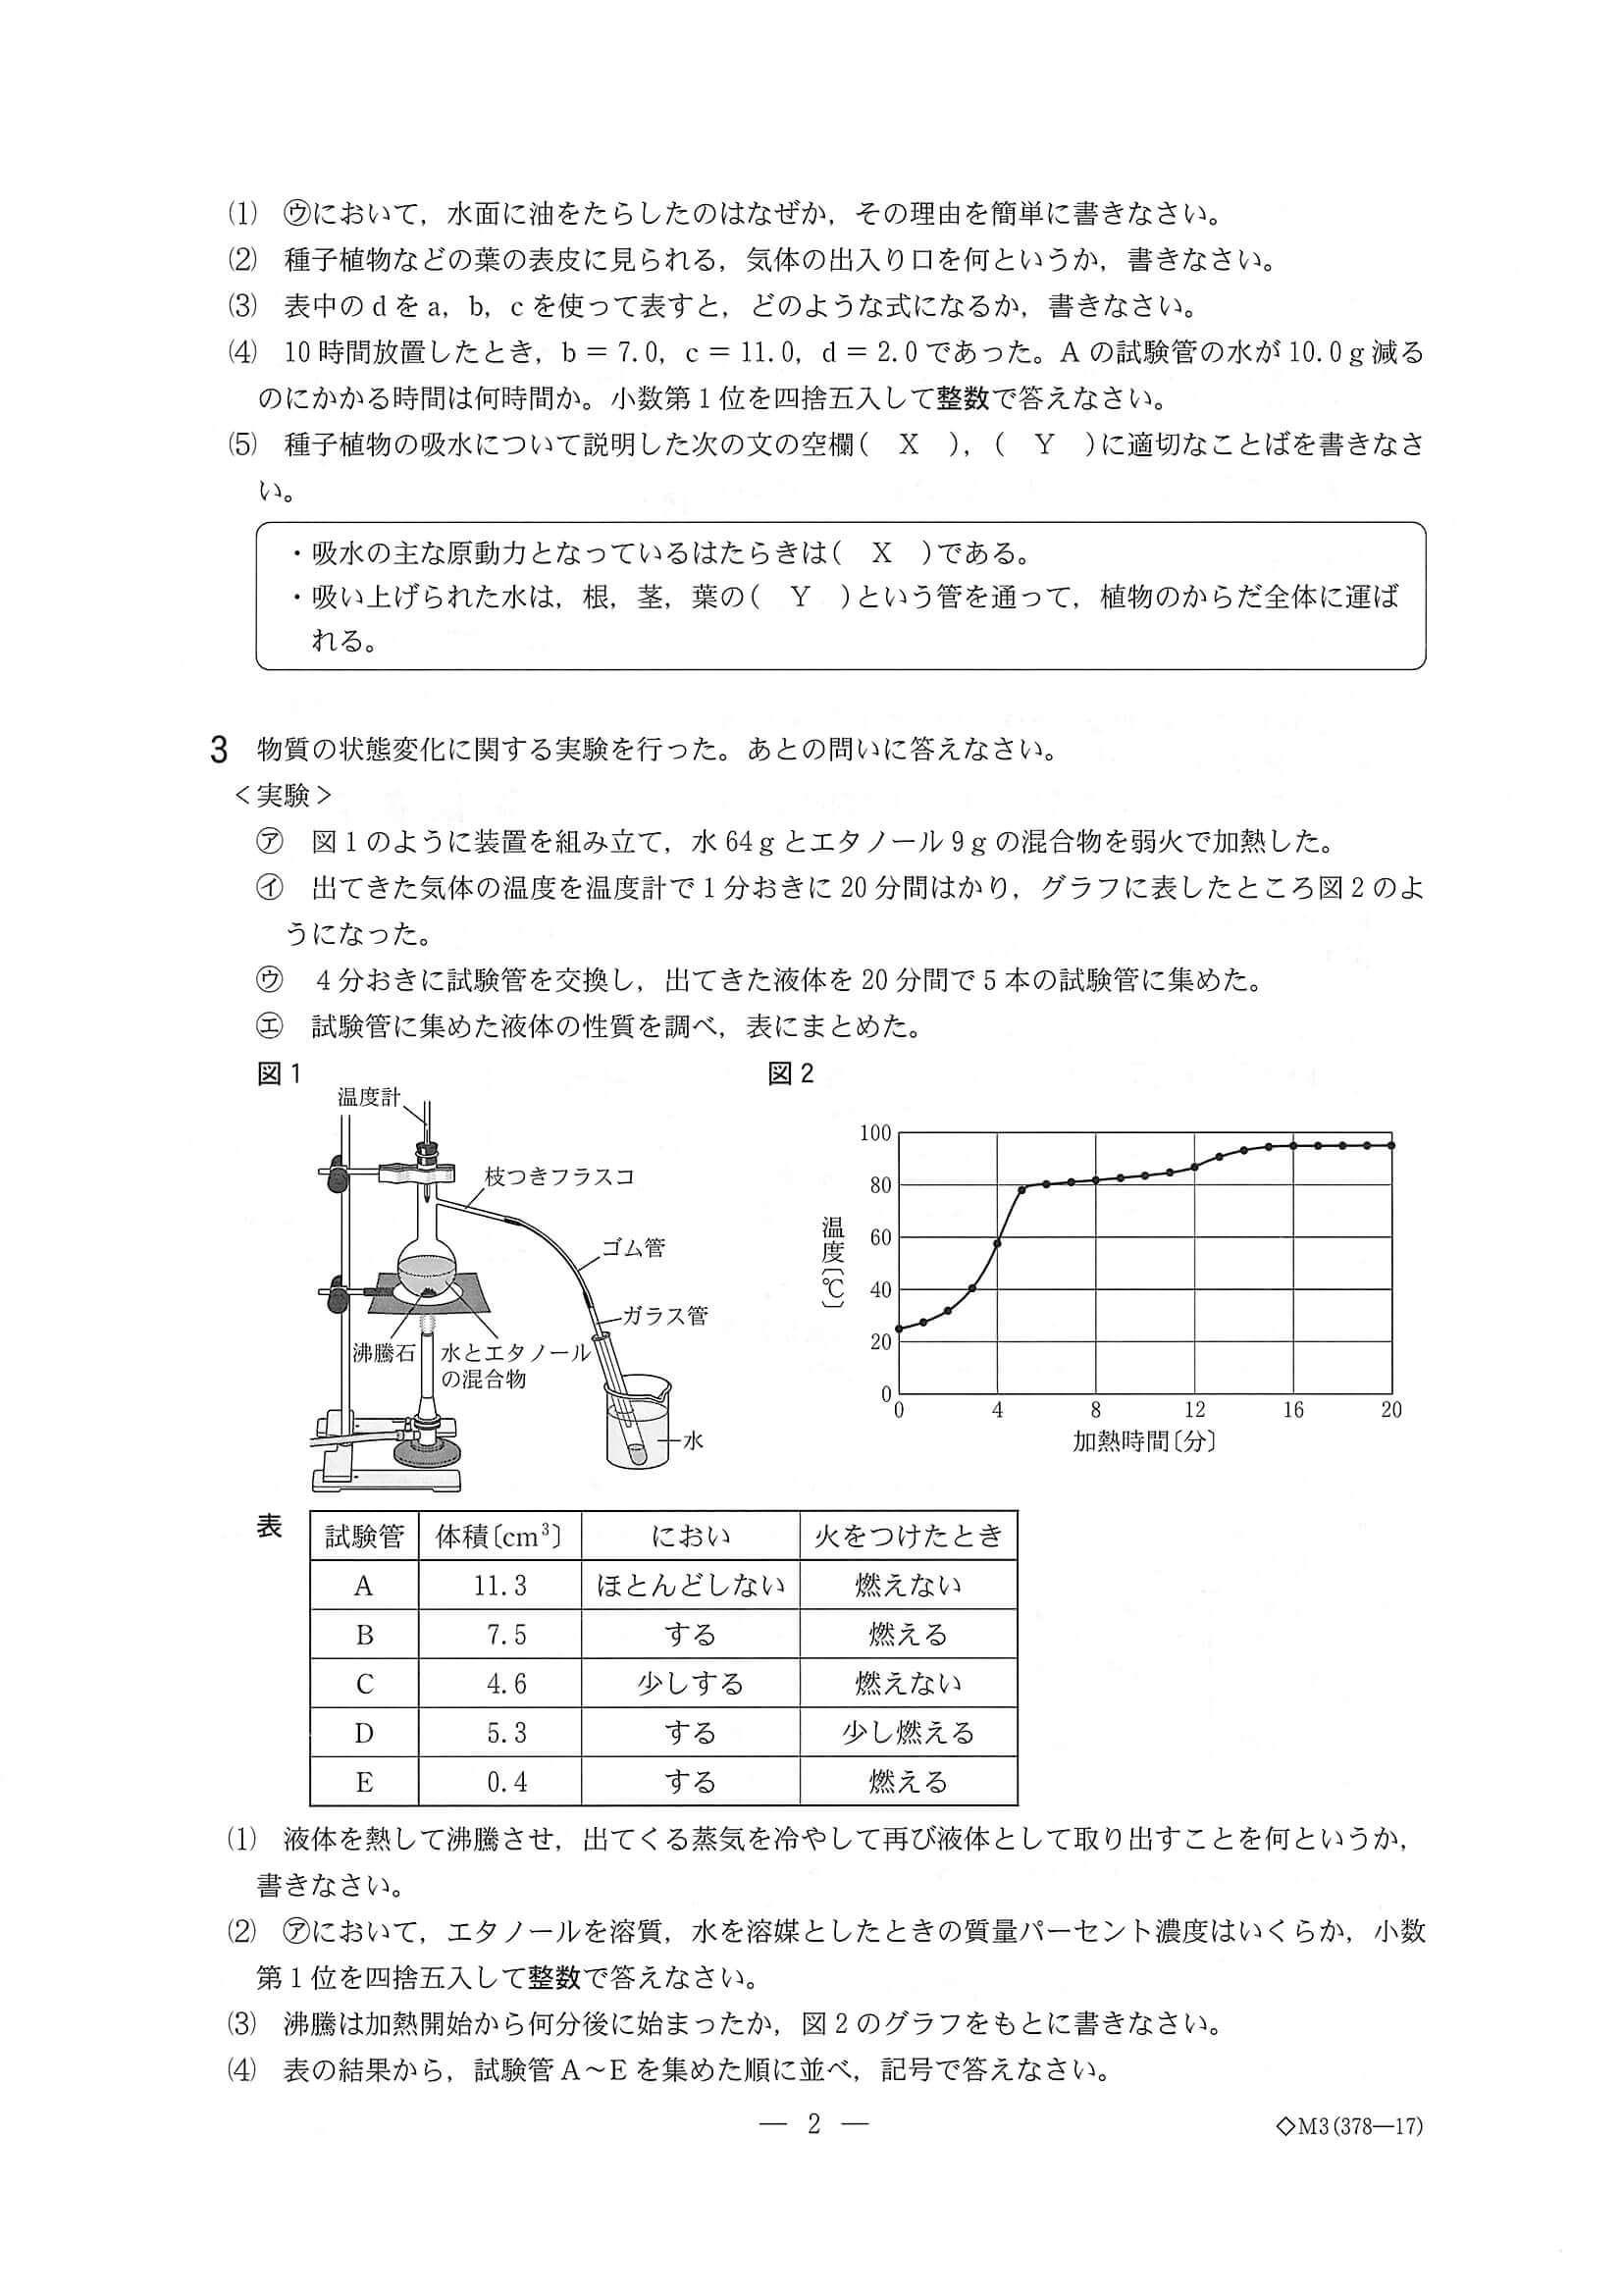 (1) ㋒において，水面に油をたらしたのはなぜか，その理由を簡単に書きなさい。
(2) 種子植物などの葉の表皮に見られる，気体の出入り口を何というか，書きなさい。
(3) 表中のdをa，b，cを使って表すと，どのような式になるか，書きなさい。
(4) 10時間放置したとき，b＝7.0，c＝11.0，d＝2.0であった。Aの試験管の水が10.0g減る
のにかかる時間は何時間か。小数第1位を四捨五入して整数で答えなさい。
(5) 種子植物の吸水について説明した次の文の空欄( X )，( Y )に適切なことばを書きなさ
い。
・吸水の主な原動力となっているはたらきは( X )である。
・吸い上げられた水は，根，茎，葉の( Y )という管を通って，植物のからだ全体に運ば
れる。
3 物質の状態変化に関する実験を行った。あとの問いに答えなさい。
＜実験＞
㋐ 図1のように装置を組み立て，水64gとエタノール9gの混合物を弱火で加熱した。
㋑ 出てきた気体の温度を温度計で1分おきに20分間はかり，グラフに表したところ図2のよ
うになった。
㋒ 4分おきに試験管を交換し，出てきた液体を20分間で5本の試験管に集めた。
㋓ 試験管に集めた液体の性質を調べ，表にまとめた。
図1
温度計
枝つきフラスコ
ゴム管
ガラス管
沸騰石
水とエタノール
の混合物
水
図2
100
80
60
40
20
0
温度〔℃〕
0 4 8 12 16 20
加熱時間〔分〕
表
試験管 体積〔cm³〕 におい 火をつけたとき
A 11.3 ほとんどしない 燃えない
B 7.5 する 燃える
C 4.6 少しする 燃えない
D 5.3 する 少し燃える
E 0.4 する 燃える
(1) 液体を熱して沸騰させ，出てくる蒸気を冷やして再び液体として取り出すことを何というか，
書きなさい。
(2) ㋐において，エタノールを溶質，水を溶媒としたときの質量パーセント濃度はいくらか，小数
第1位を四捨五入して整数で答えなさい。
(3) 沸騰は加熱開始から何分後に始まったか，図2のグラフをもとに書きなさい。
(4) 表の結果から，試験管A～Eを集めた順に並べ，記号で答えなさい。
― 2 ―
◇M3(378―17)